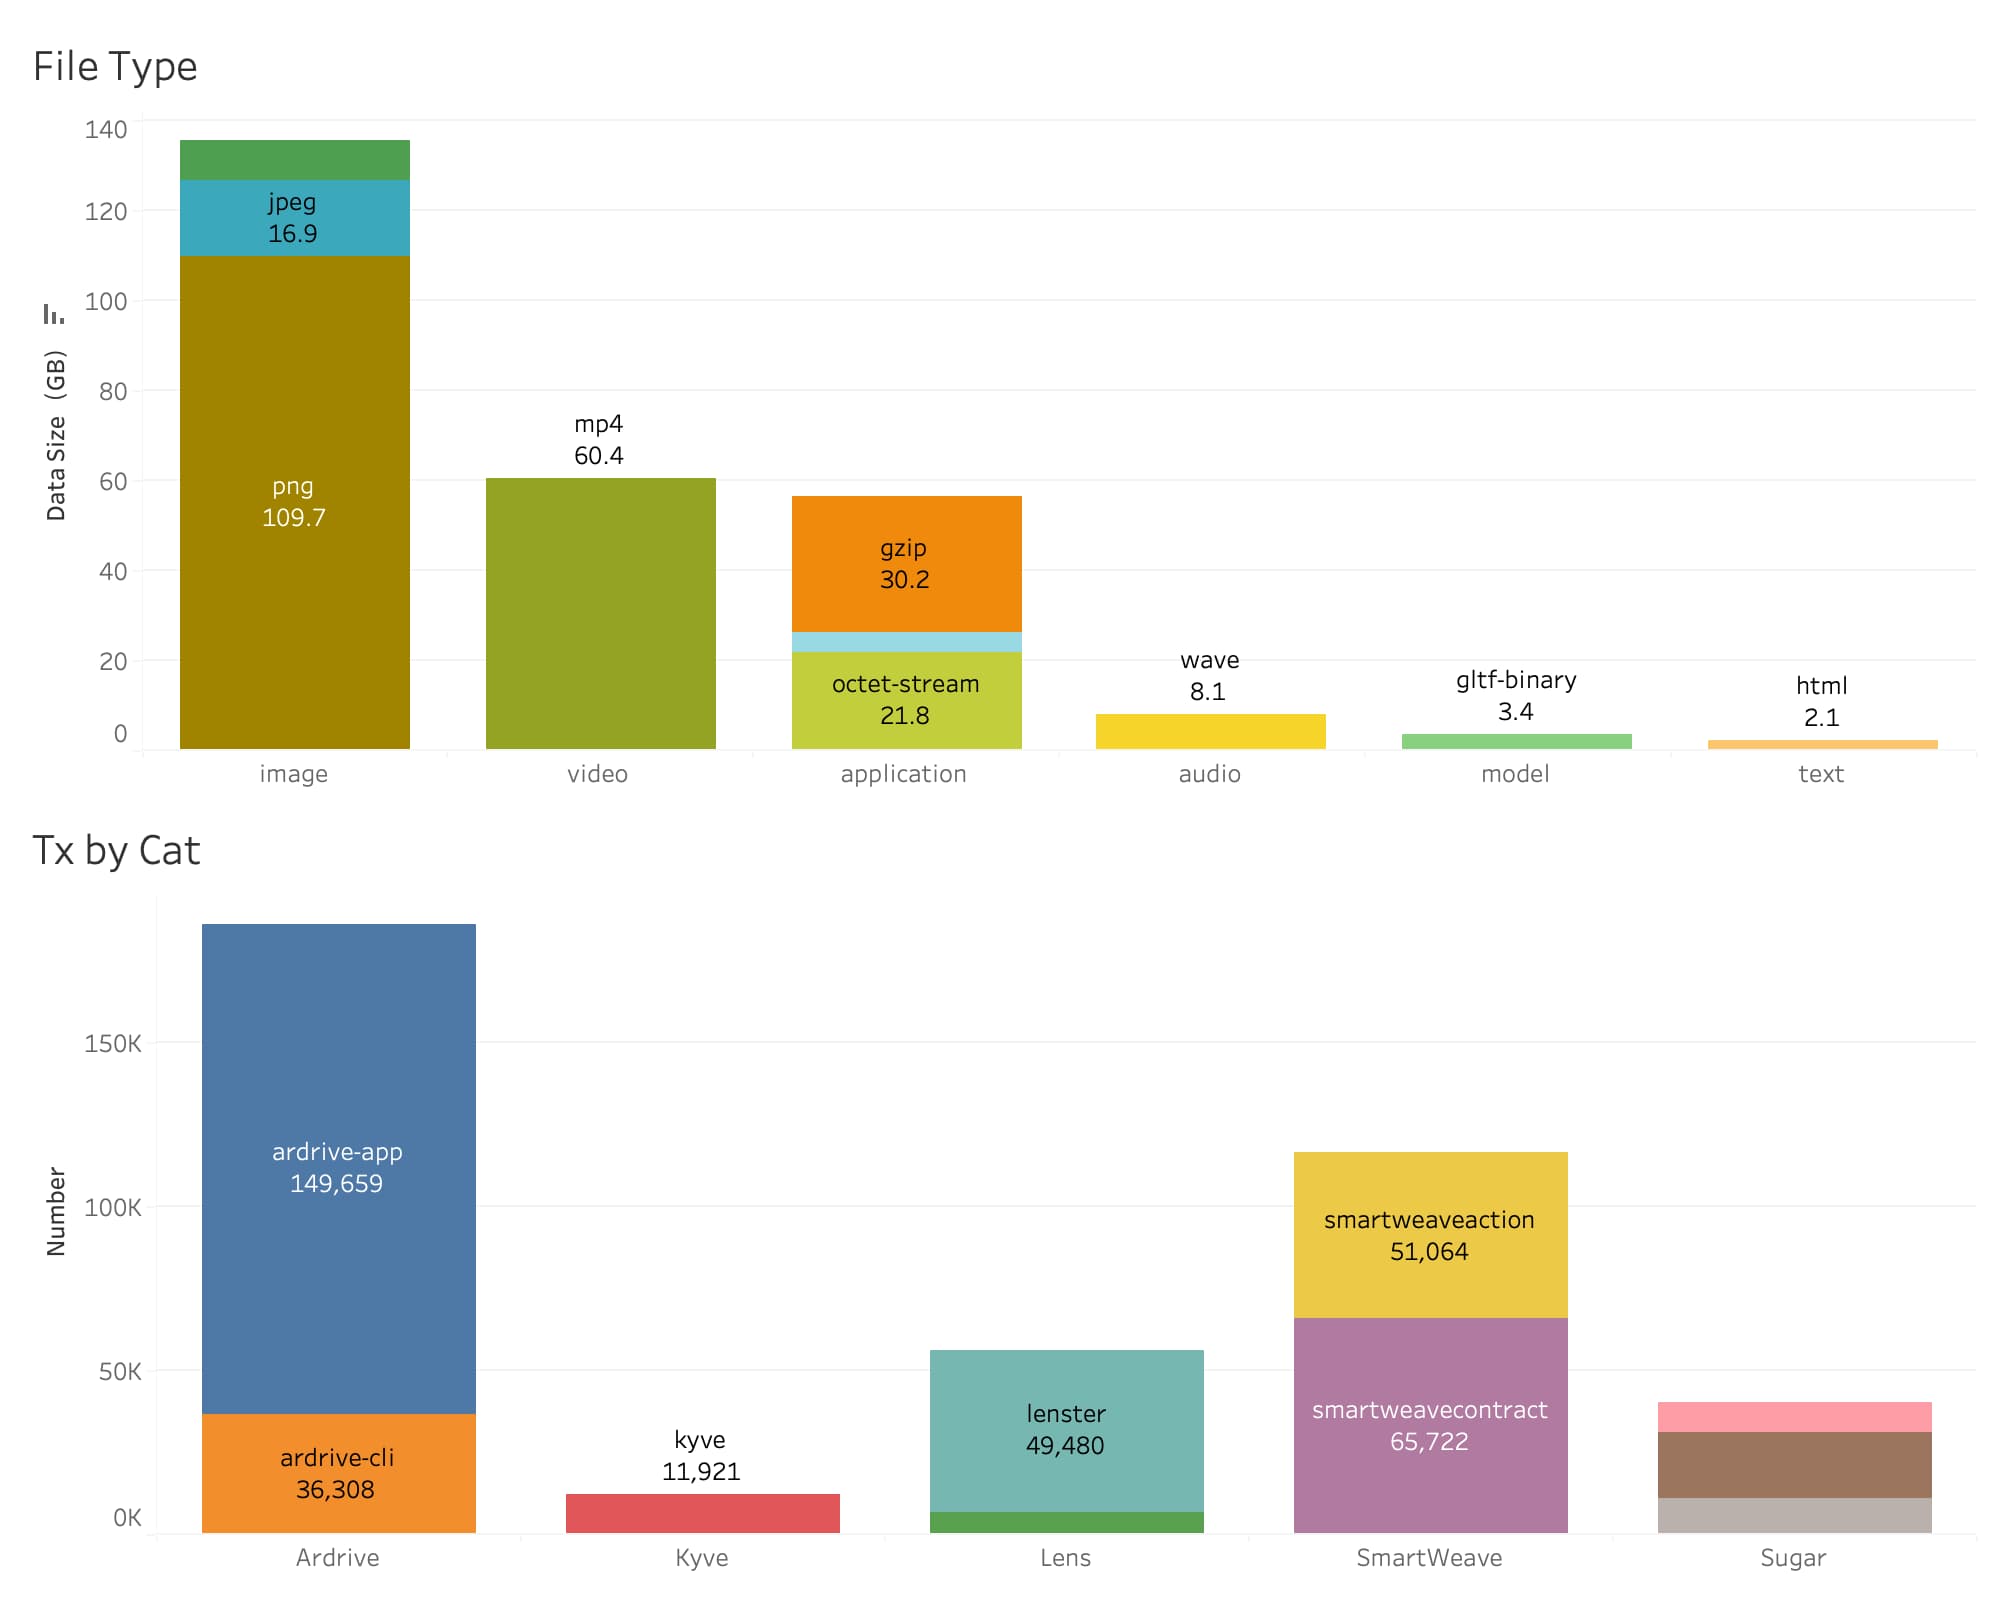 File Type
140
120
100
80
60
40
20
0
Data Size (GB)
jpeg
16.9
png
109.7
mp4
60.4
gzip
30.2
octet-stream
21.8
wave
8.1
gltf-binary
3.4
html
2.1
image
video
application
audio
model
text
Tx by Cat
150K
100K
50K
0K
Number
ardrive-app
149,659
ardrive-cli
36,308
kyve
11,921
lenster
49,480
smartweaveaction
51,064
smartweavecontract
65,722
Ardrive
Kyve
Lens
SmartWeave
Sugar